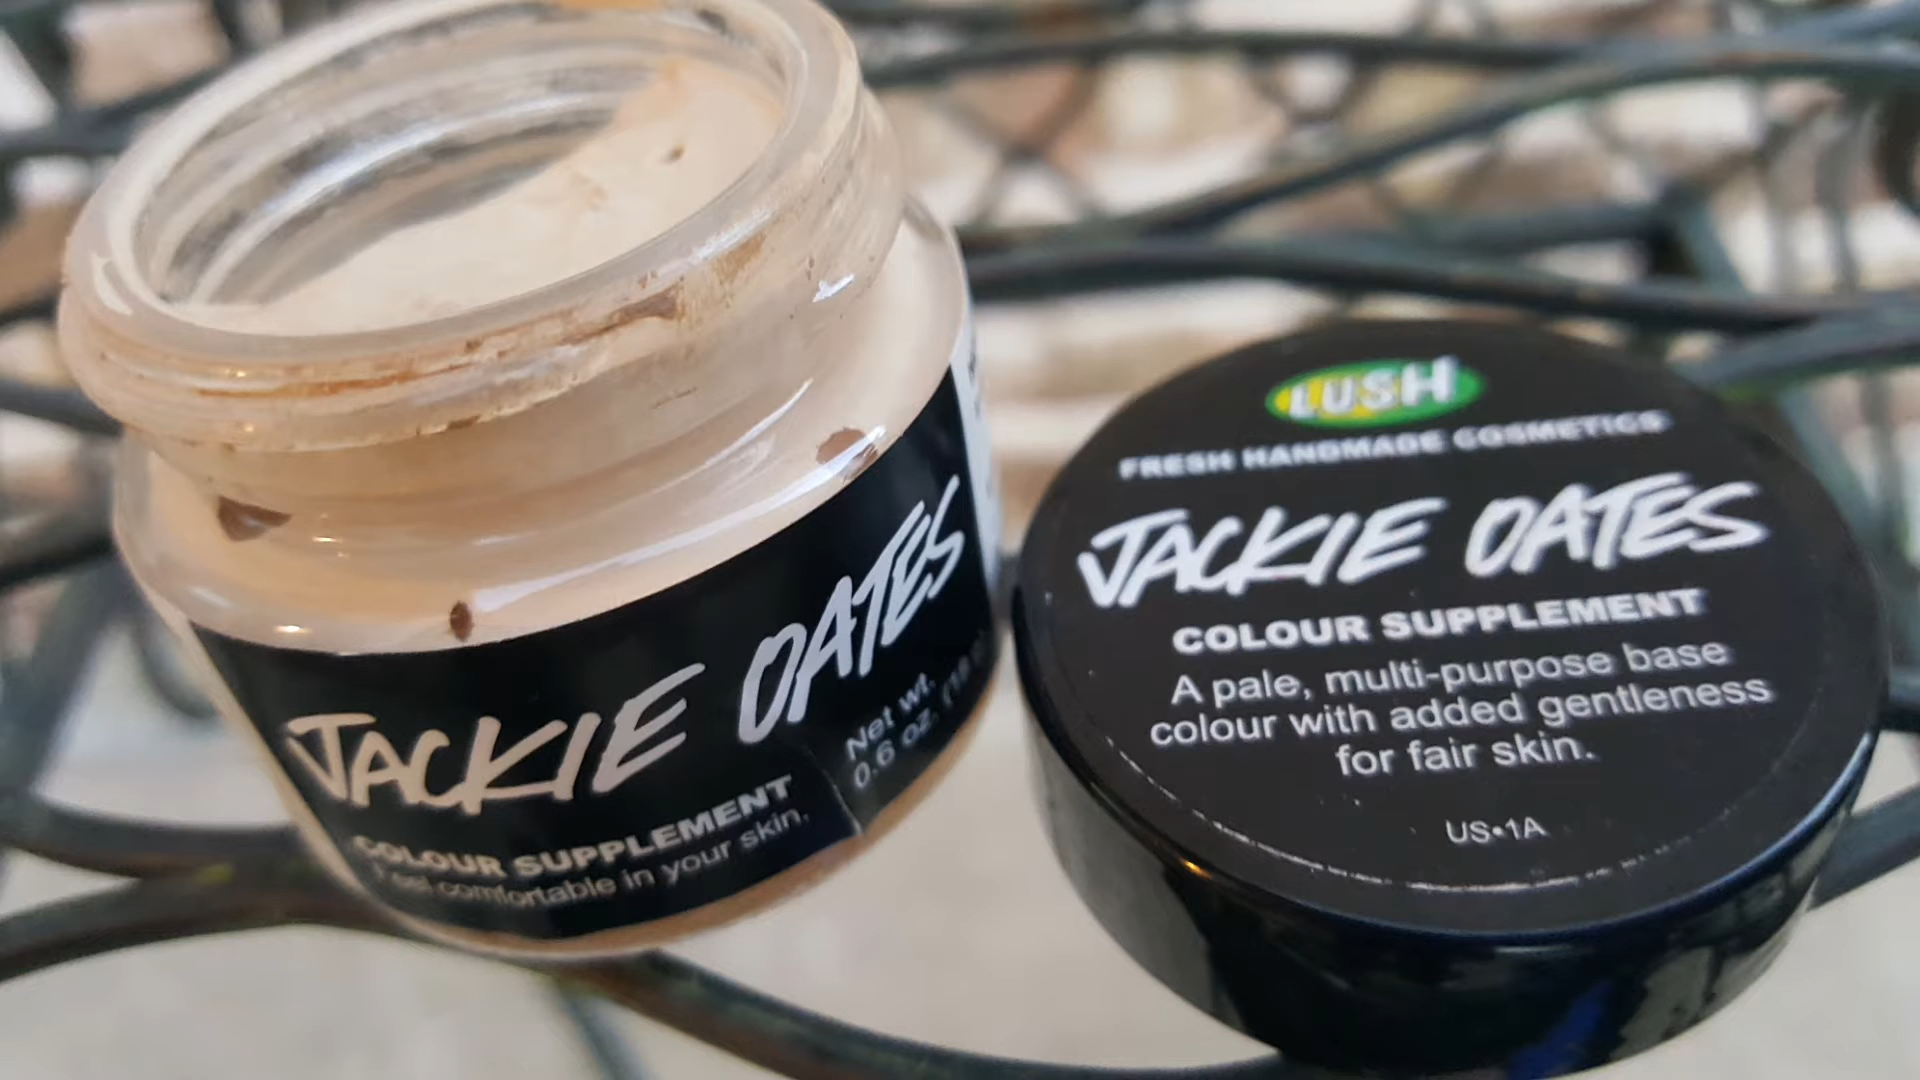 JACKIE OATES
COLOUR SUPPLEMENT
Feel comfortable in your skin.
Net wt.
0.6 oz.
LUSH
FRESH HANDMADE COSMETICS
JACKIE OATES
COLOUR SUPPLEMENT
A pale, multi-purpose base
colour with added gentleness
for fair skin.
US•1A